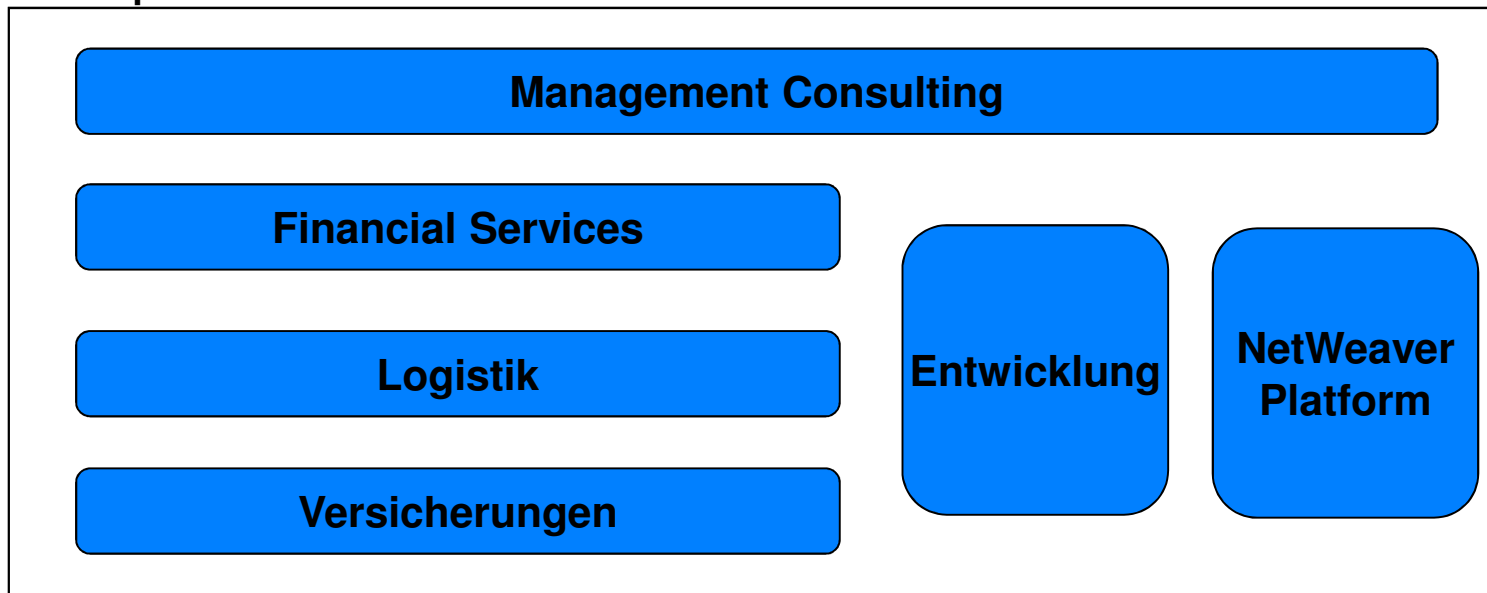 Management Consulting
Financial Services
Logistik
Versicherungen
Entwicklung
NetWeaver
Platform